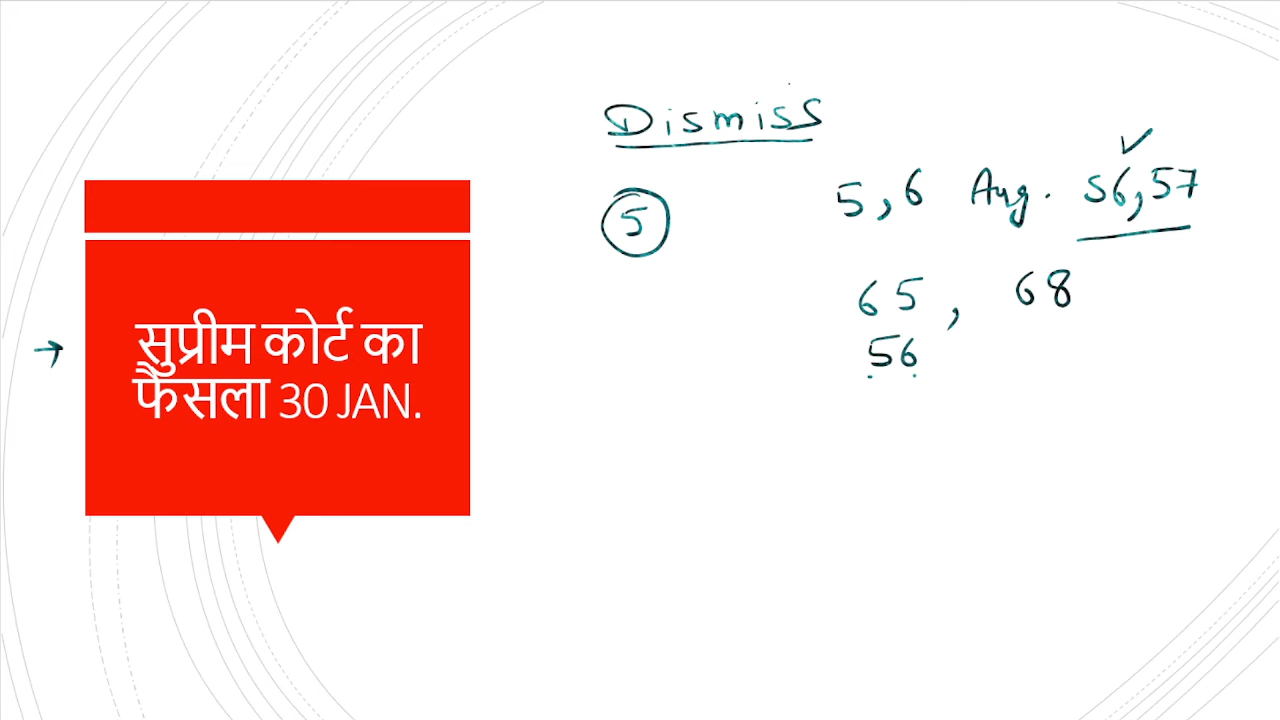 सुप्रीम कोर्ट का
फैसला 30 JAN.
Dismiss
5
5, 6 Aug. 56, 57
65, 68
56